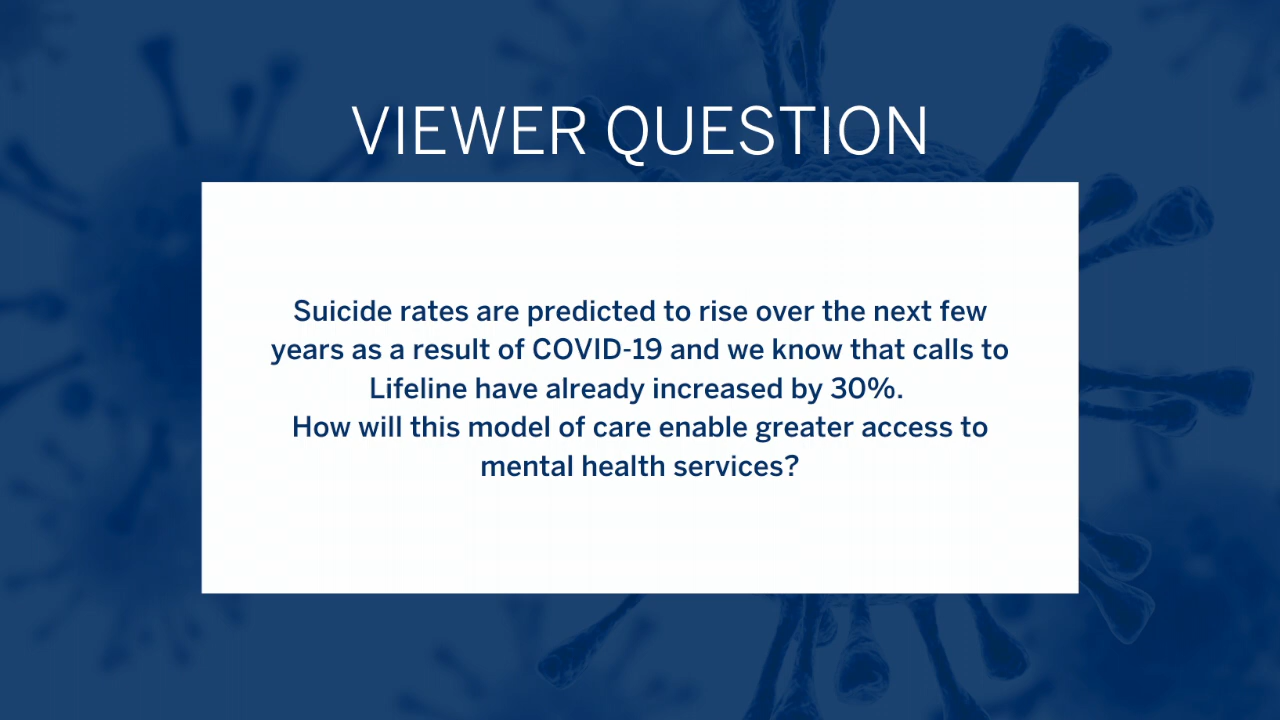 VIEWER QUESTION
Suicide rates are predicted to rise over the next few
years as a result of COVID-19 and we know that calls to
Lifeline have already increased by 30%.
How will this model of care enable greater access to
mental health services?